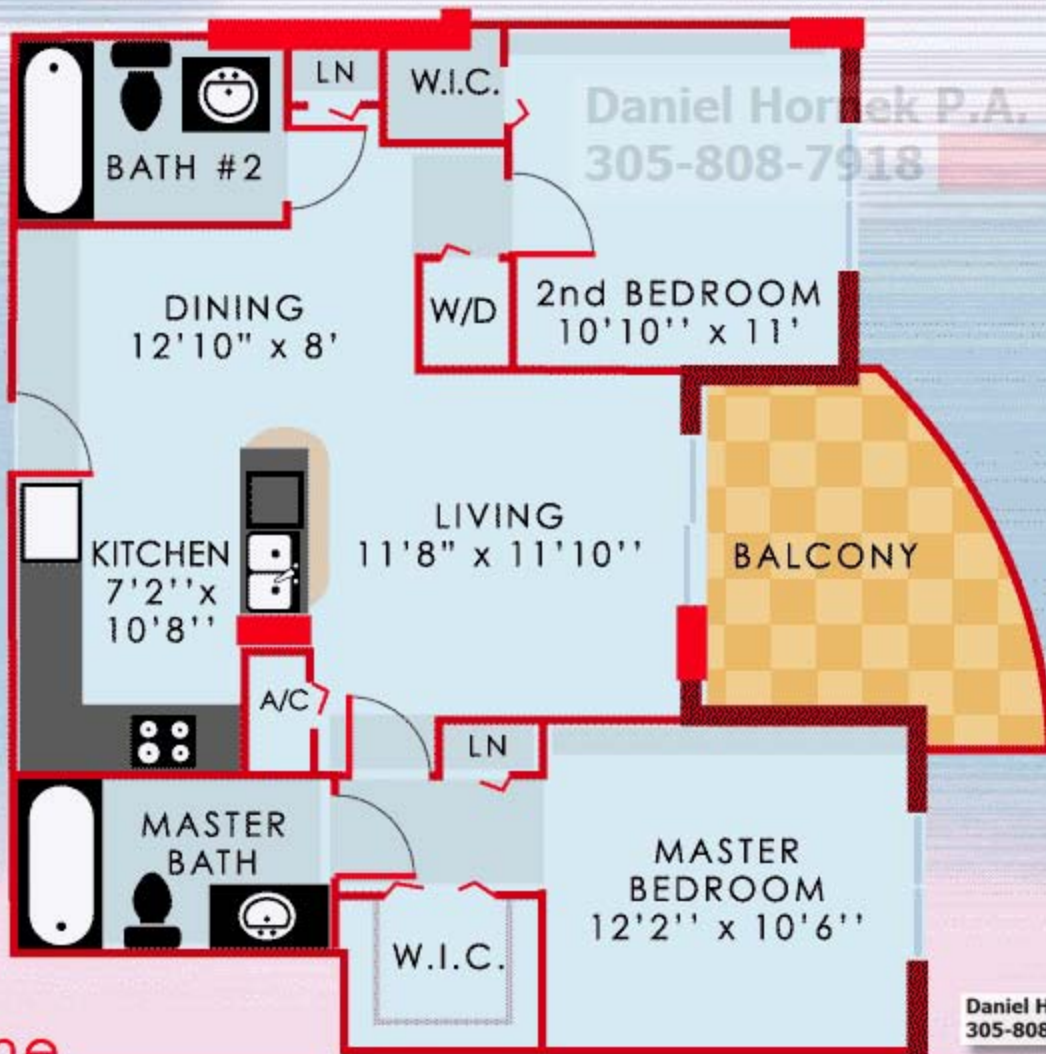 LN
W.I.C.
Daniel Hornek P.A.
305-808-7918
BATH #2
DINING
12'10" x 8'
W/D
2nd BEDROOM
10'10'' x 11'
KITCHEN
7'2''x
10'8''
LIVING
11'8" x 11'10''
BALCONY
A/C
LN
MASTER
BATH
MASTER
BEDROOM
12'2'' x 10'6''
W.I.C.
Daniel H
305-808